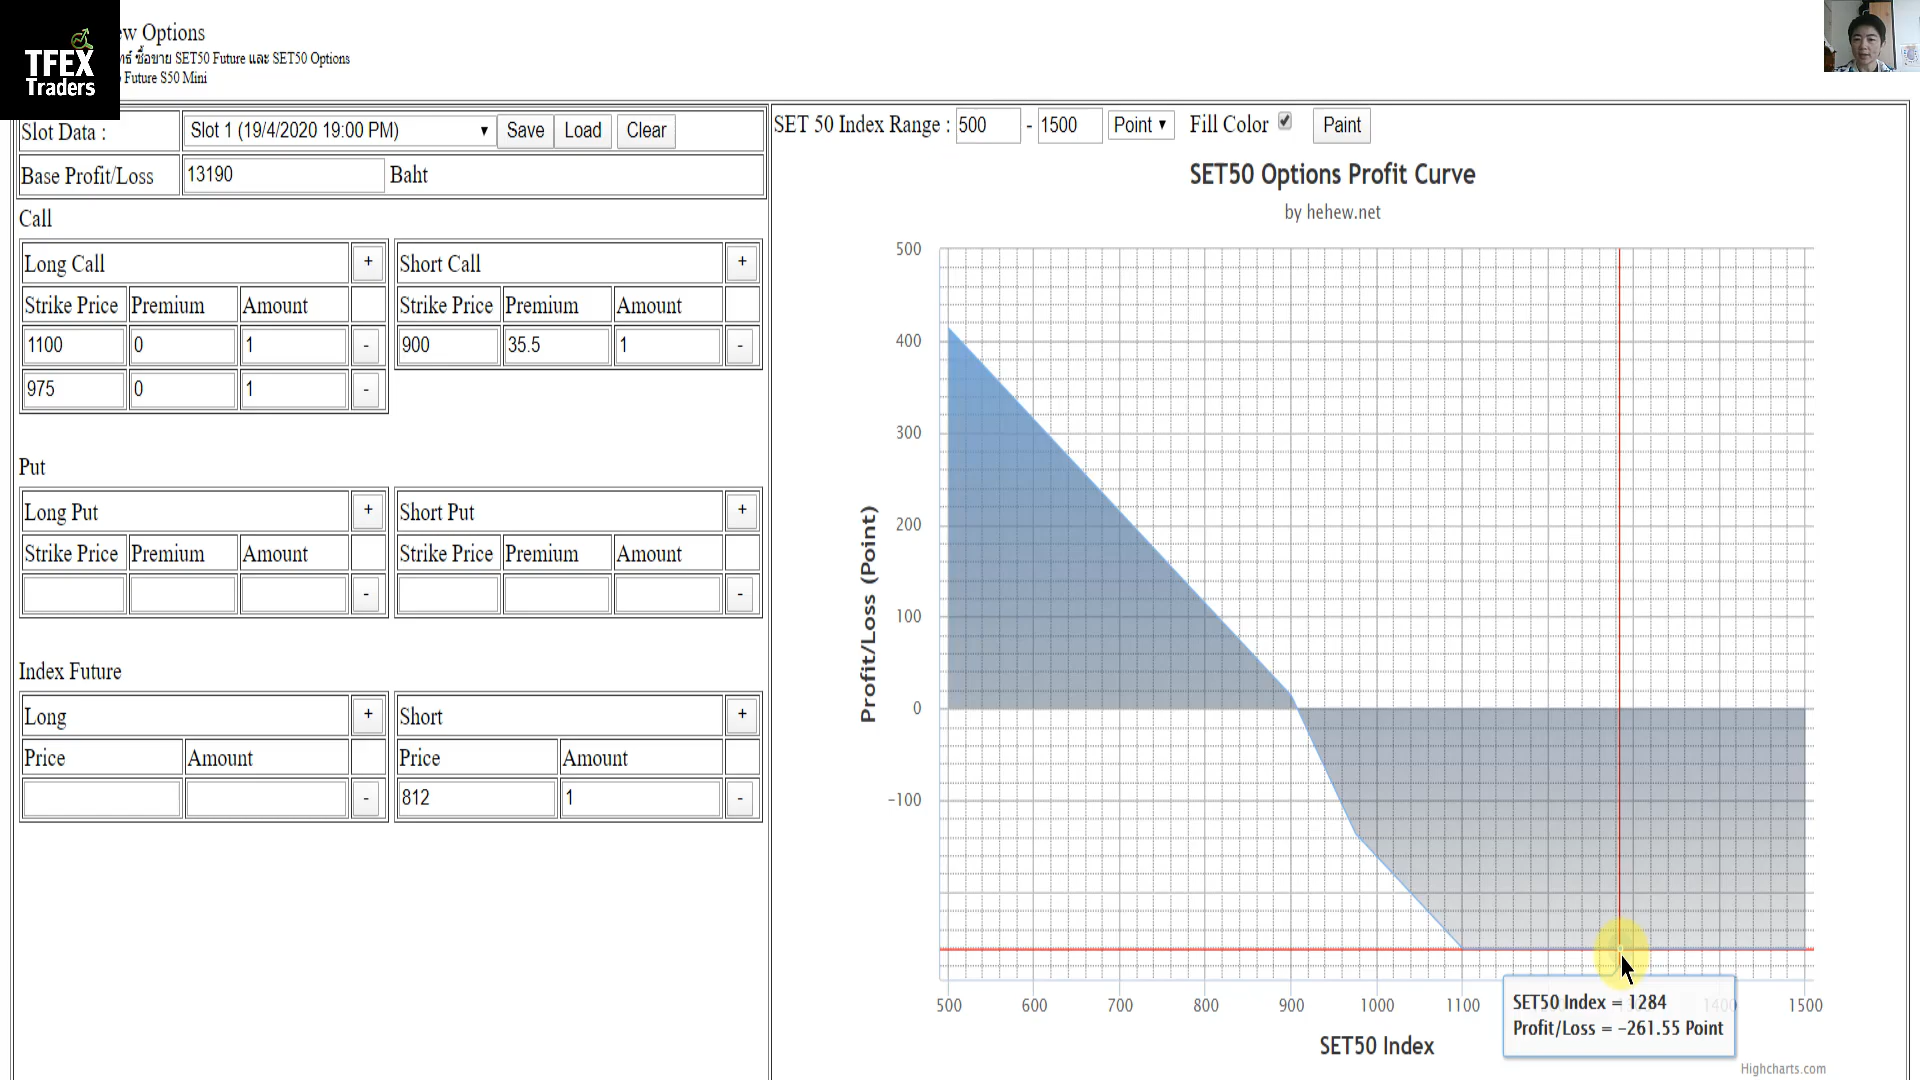 TFEX
Traders
ew Options
ทธ์ ซื้อขาย SET50 Future และ SET50 Options
Future S50 Mini
Slot Data : Slot 1 (19/4/2020 19:00 PM) Save Load Clear
Base Profit/Loss 13190 Baht
Call
Long Call + Short Call +
Strike Price Premium Amount Strike Price Premium Amount
1100 0 1 - 900 35.5 1 -
975 0 1 -
Put
Long Put + Short Put +
Strike Price Premium Amount Strike Price Premium Amount
- -
Index Future
Long + Short +
Price Amount Price Amount
- 812 1 -
SET 50 Index Range : 500 - 1500 Point Fill Color Paint
SET50 Options Profit Curve
by hehew.net
Profit/Loss (Point)
500
400
300
200
100
0
-100
500 600 700 800 900 1000 1100 1400 1500
SET50 Index = 1284
Profit/Loss = -261.55 Point
SET50 Index
Highcharts.com